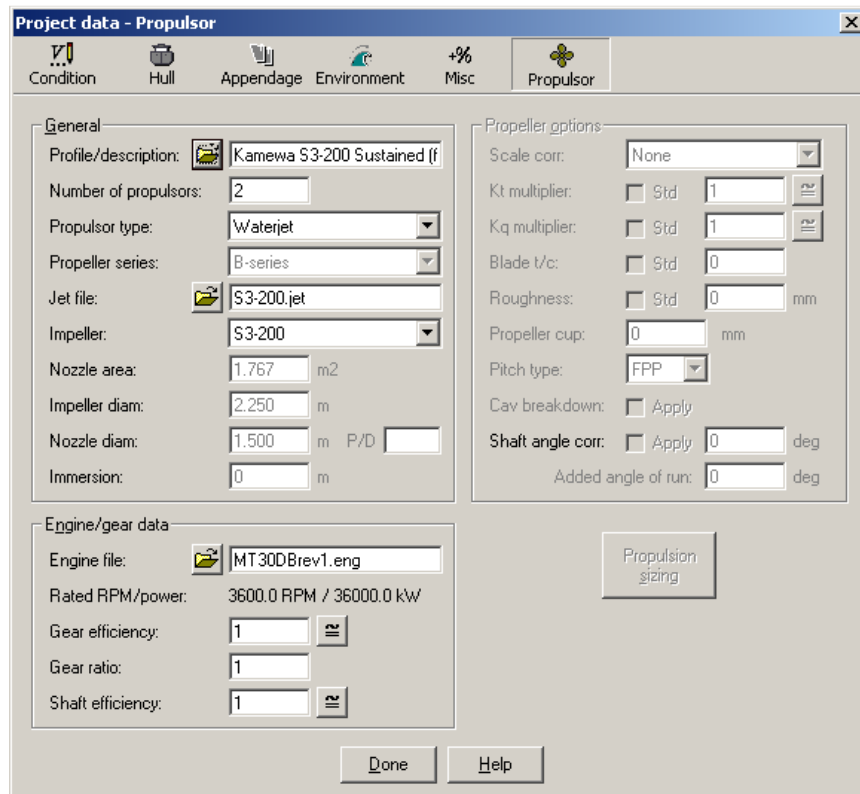 Project data - Propulsor
Condition Hull Appendage Environment Misc Propulsor
General
Profile/description: Kamewa S3-200 Sustained (f
Number of propulsors: 2
Propulsor type: Waterjet
Propeller series: B-series
Jet file: S3-200.jet
Impeller: S3-200
Nozzle area: 1.767 m2
Impeller diam: 2.250 m
Nozzle diam: 1.500 m P/D
Immersion: 0 m
Propeller options
Scale corr: None
Kt multiplier: Std 1
Kq multiplier: Std 1
Blade t/c: Std 0
Roughness: Std 0 mm
Propeller cup: 0 mm
Pitch type: FPP
Cav breakdown: Apply
Shaft angle corr: Apply 0 deg
Added angle of run: 0 deg
Engine/gear data
Engine file: MT30DBrev1.eng
Rated RPM/power: 3600.0 RPM / 36000.0 kW
Gear efficiency: 1
Gear ratio: 1
Shaft efficiency: 1
Propulsion
sizing
Done Help